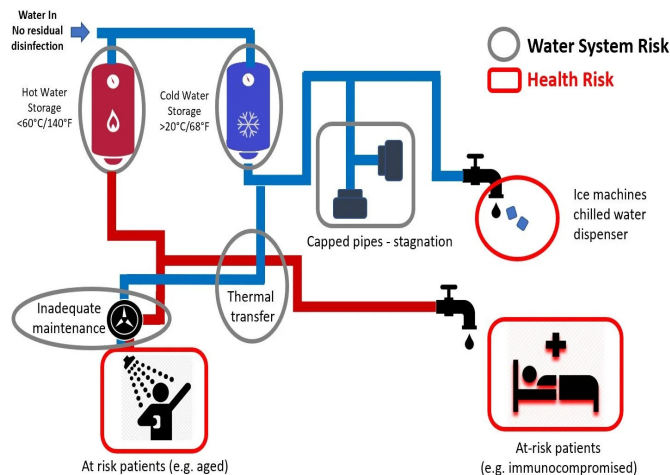 Water In
No residual
disinfection
Water System Risk
Health Risk
Hot Water
Storage
<60°C/140°F
Cold Water
Storage
>20°C/68°F
Capped pipes - stagnation
Ice machines
chilled water
dispenser
Inadequate
maintenance
Thermal
transfer
At risk patients (e.g. aged)
At-risk patients
(e.g. immunocompromised)